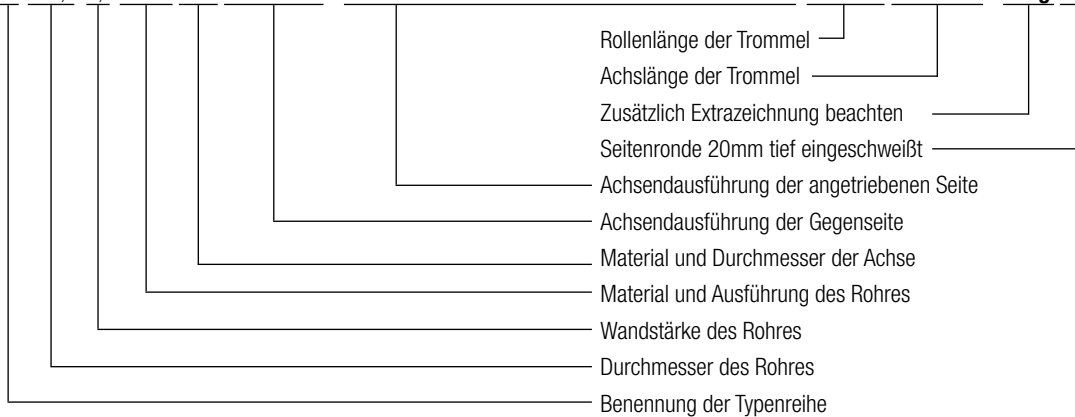 Rollenlänge der Trommel
Achslänge der Trommel
Zusätzlich Extrazeichnung beachten
Seitenronde 20mm tief eingeschweißt
Achsendausführung der angetriebenen Seite
Achsendausführung der Gegenseite
Material und Durchmesser der Achse
Material und Ausführung des Rohres
Wandstärke des Rohres
Durchmesser des Rohres
Benennung der Typenreihe